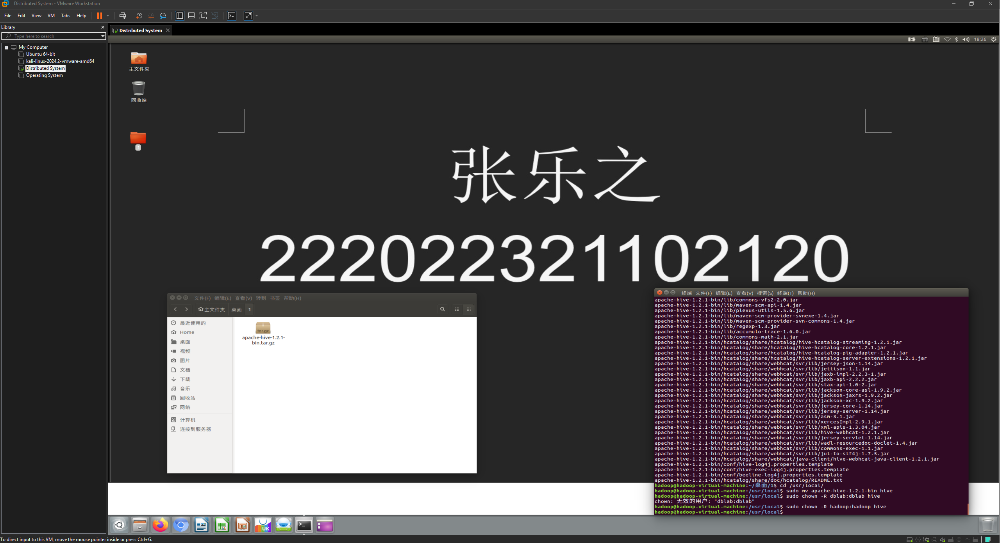 Distributed System - VMware Workstation
File Edit View VM Tabs Help
Library
Type here to search
My Computer
Ubuntu 64-bit
kali-linux-2024.2-vmware-amd64
Distributed System
Operating System
Distributed System
18:26
主文件夹
回收站
1
张乐之
222022321102120
文件(F) 编辑(E) 查看(V) 转到 书签 帮助(H)
主文件夹 桌面 1
最近使用的
Home
桌面
视频
图片
文档
下载
音乐
回收站
网络
计算机
连接到服务器
tar.gz
apache-hive-1.2.1-
bin.tar.gz
终端 文件(F) 编辑(E) 查看(V) 搜索(S) 终端(T) 帮助(H)
apache-hive-1.2.1-bin/lib/commons-vfs2-2.0.jar
apache-hive-1.2.1-bin/lib/maven-scm-api-1.4.jar
apache-hive-1.2.1-bin/lib/plexus-utils-1.5.6.jar
apache-hive-1.2.1-bin/lib/maven-scm-provider-svnexe-1.4.jar
apache-hive-1.2.1-bin/lib/maven-scm-provider-svn-commons-1.4.jar
apache-hive-1.2.1-bin/lib/regexp-1.3.jar
apache-hive-1.2.1-bin/lib/accumulo-trace-1.6.0.jar
apache-hive-1.2.1-bin/lib/commons-math-2.1.jar
apache-hive-1.2.1-bin/hcatalog/share/hcatalog/hive-hcatalog-streaming-1.2.1.jar
apache-hive-1.2.1-bin/hcatalog/share/hcatalog/hive-hcatalog-core-1.2.1.jar
apache-hive-1.2.1-bin/hcatalog/share/hcatalog/hive-hcatalog-pig-adapter-1.2.1.jar
apache-hive-1.2.1-bin/hcatalog/share/hcatalog/hive-hcatalog-server-extensions-1.2.1.jar
apache-hive-1.2.1-bin/hcatalog/share/webhcat/svr/lib/jersey-json-1.14.jar
apache-hive-1.2.1-bin/hcatalog/share/webhcat/svr/lib/jettison-1.1.jar
apache-hive-1.2.1-bin/hcatalog/share/webhcat/svr/lib/jaxb-impl-2.2.3-1.jar
apache-hive-1.2.1-bin/hcatalog/share/webhcat/svr/lib/jaxb-api-2.2.2.jar
apache-hive-1.2.1-bin/hcatalog/share/webhcat/svr/lib/stax-api-1.0-2.jar
apache-hive-1.2.1-bin/hcatalog/share/webhcat/svr/lib/jackson-core-asl-1.9.2.jar
apache-hive-1.2.1-bin/hcatalog/share/webhcat/svr/lib/jackson-jaxrs-1.9.2.jar
apache-hive-1.2.1-bin/hcatalog/share/webhcat/svr/lib/jackson-xc-1.9.2.jar
apache-hive-1.2.1-bin/hcatalog/share/webhcat/svr/lib/jersey-core-1.14.jar
apache-hive-1.2.1-bin/hcatalog/share/webhcat/svr/lib/jersey-server-1.14.jar
apache-hive-1.2.1-bin/hcatalog/share/webhcat/svr/lib/asm-3.1.jar
apache-hive-1.2.1-bin/hcatalog/share/webhcat/svr/lib/xercesImpl-2.9.1.jar
apache-hive-1.2.1-bin/hcatalog/share/webhcat/svr/lib/xml-apis-1.3.04.jar
apache-hive-1.2.1-bin/hcatalog/share/webhcat/svr/lib/hive-webhcat-1.2.1.jar
apache-hive-1.2.1-bin/hcatalog/share/webhcat/svr/lib/jersey-servlet-1.14.jar
apache-hive-1.2.1-bin/hcatalog/share/webhcat/svr/lib/wadl-resourcedoc-doclet-1.4.jar
apache-hive-1.2.1-bin/hcatalog/share/webhcat/svr/lib/commons-exec-1.1.jar
apache-hive-1.2.1-bin/hcatalog/share/webhcat/svr/lib/jul-to-slf4j-1.7.5.jar
apache-hive-1.2.1-bin/hcatalog/share/webhcat/java-client/hive-webhcat-java-client-1.2.1.jar
apache-hive-1.2.1-bin/conf/hive-log4j.properties.template
apache-hive-1.2.1-bin/conf/hive-exec-log4j.properties.template
apache-hive-1.2.1-bin/conf/beeline-log4j.properties.template
apache-hive-1.2.1-bin/hcatalog/share/doc/hcatalog/README.txt
hadoop@hadoop-virtual-machine:~/桌面/1$ cd /usr/local/
hadoop@hadoop-virtual-machine:/usr/local$ sudo mv apache-hive-1.2.1-bin hive
hadoop@hadoop-virtual-machine:/usr/local$ sudo chown -R dblab:dblab hive
chown: 无效的用户: "dblab:dblab"
hadoop@hadoop-virtual-machine:/usr/local$ sudo chown -R hadoop:hadoop hive
hadoop@hadoop-virtual-machine:/usr/local$
UK
To direct input to this VM, move the mouse pointer inside or press Ctrl+G.